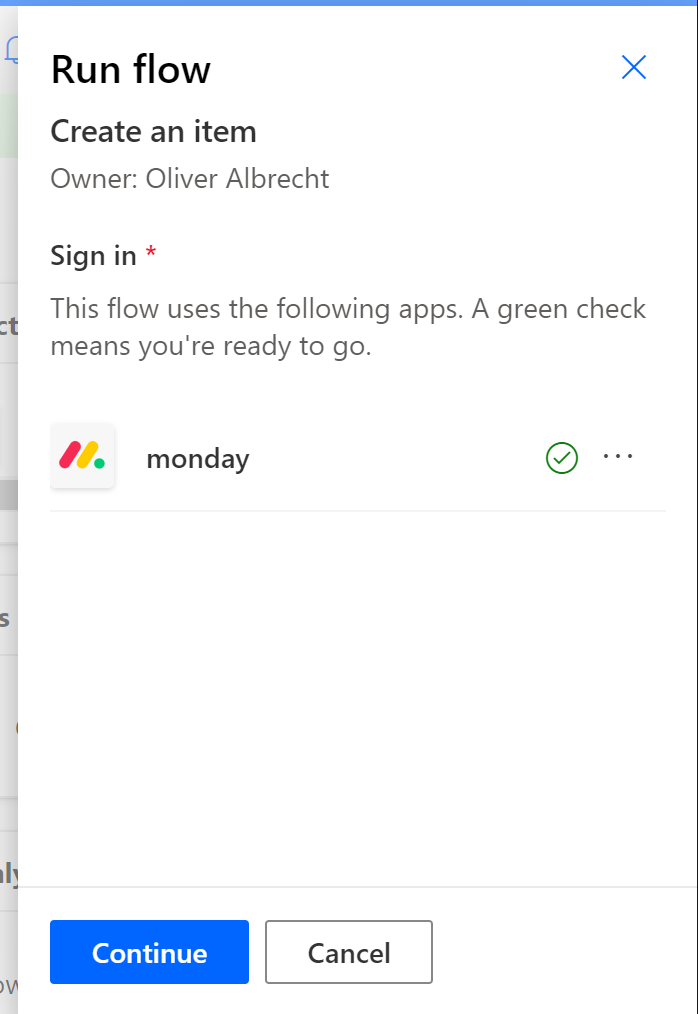 Run flow
Create an item
Owner: Oliver Albrecht
Sign in *
This flow uses the following apps. A green check
means you're ready to go.
monday
Continue
Cancel